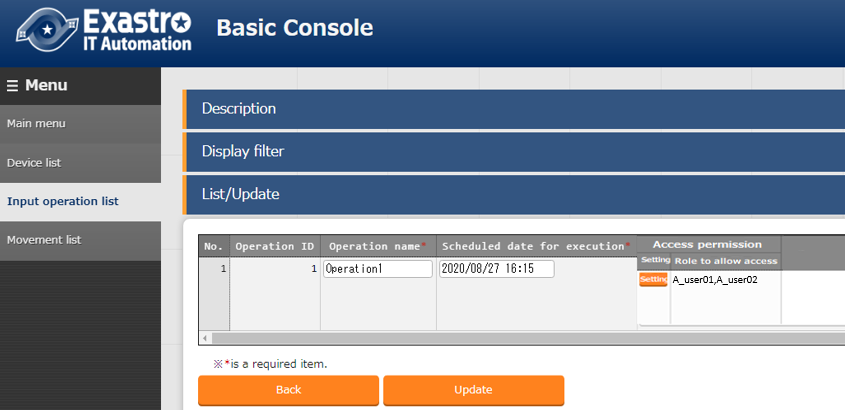 Exastro
IT Automation
Basic Console
Menu
Main menu
Device list
Input operation list
Movement list
Description
Display filter
List/Update
No. Operation ID Operation name* Scheduled date for execution* Access permission
Setting Role to allow access
1 1 Operation1 2020/08/27 16:15 Setting A_user01,A_user02
※*is a required item.
Back Update